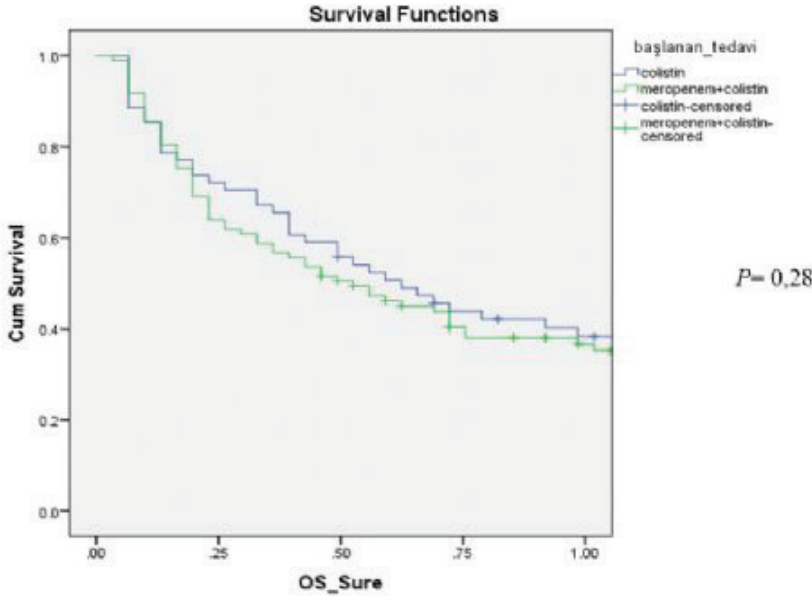 Survival Functions
başlanan_tedavi
colistin
meropenem+colistin
colistin-censored
meropenem+colistin-
censored
Cum Survival
1.0
0.8
0.6
0.4
0.2
0.0
P= 0,28
.00 .25 .50 .75 1.00
OS_Sure